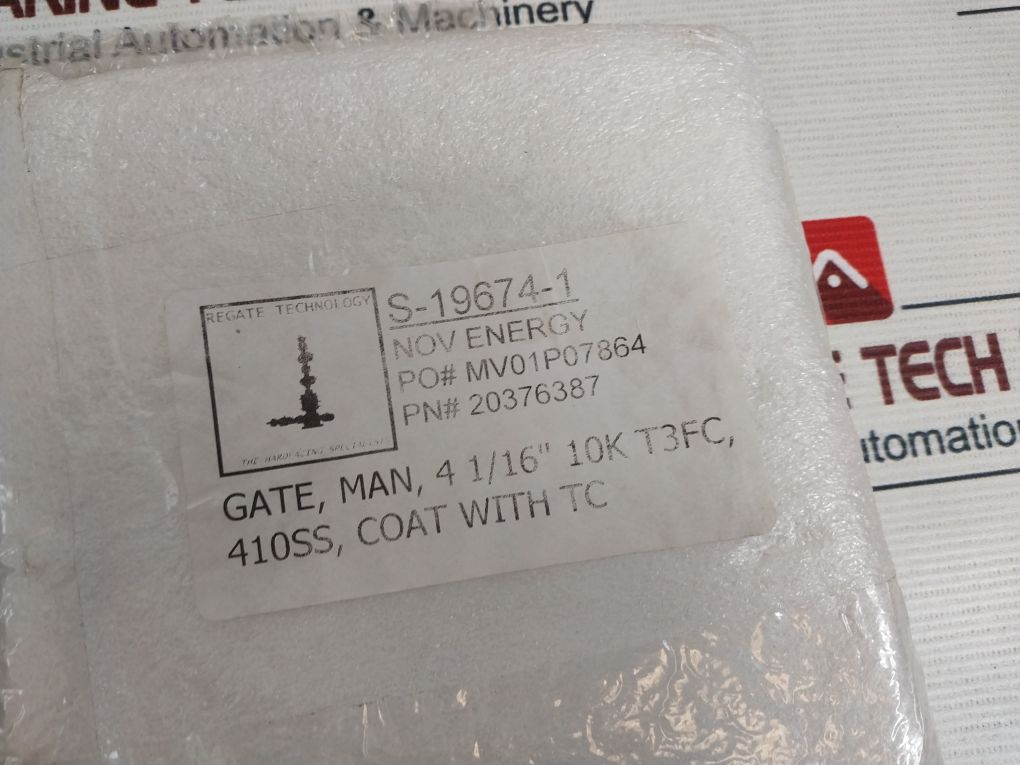 ARING
Industrial Automation & Machinery
REGATE TECHNOLOGY
THE HARDFACING SPECIALISTS
S-19674-1
NOV ENERGY
PO# MV01P07864
PN# 20376387
GATE, MAN, 4 1/16" 10K T3FC,
410SS, COAT WITH TC
TECH
utomatio